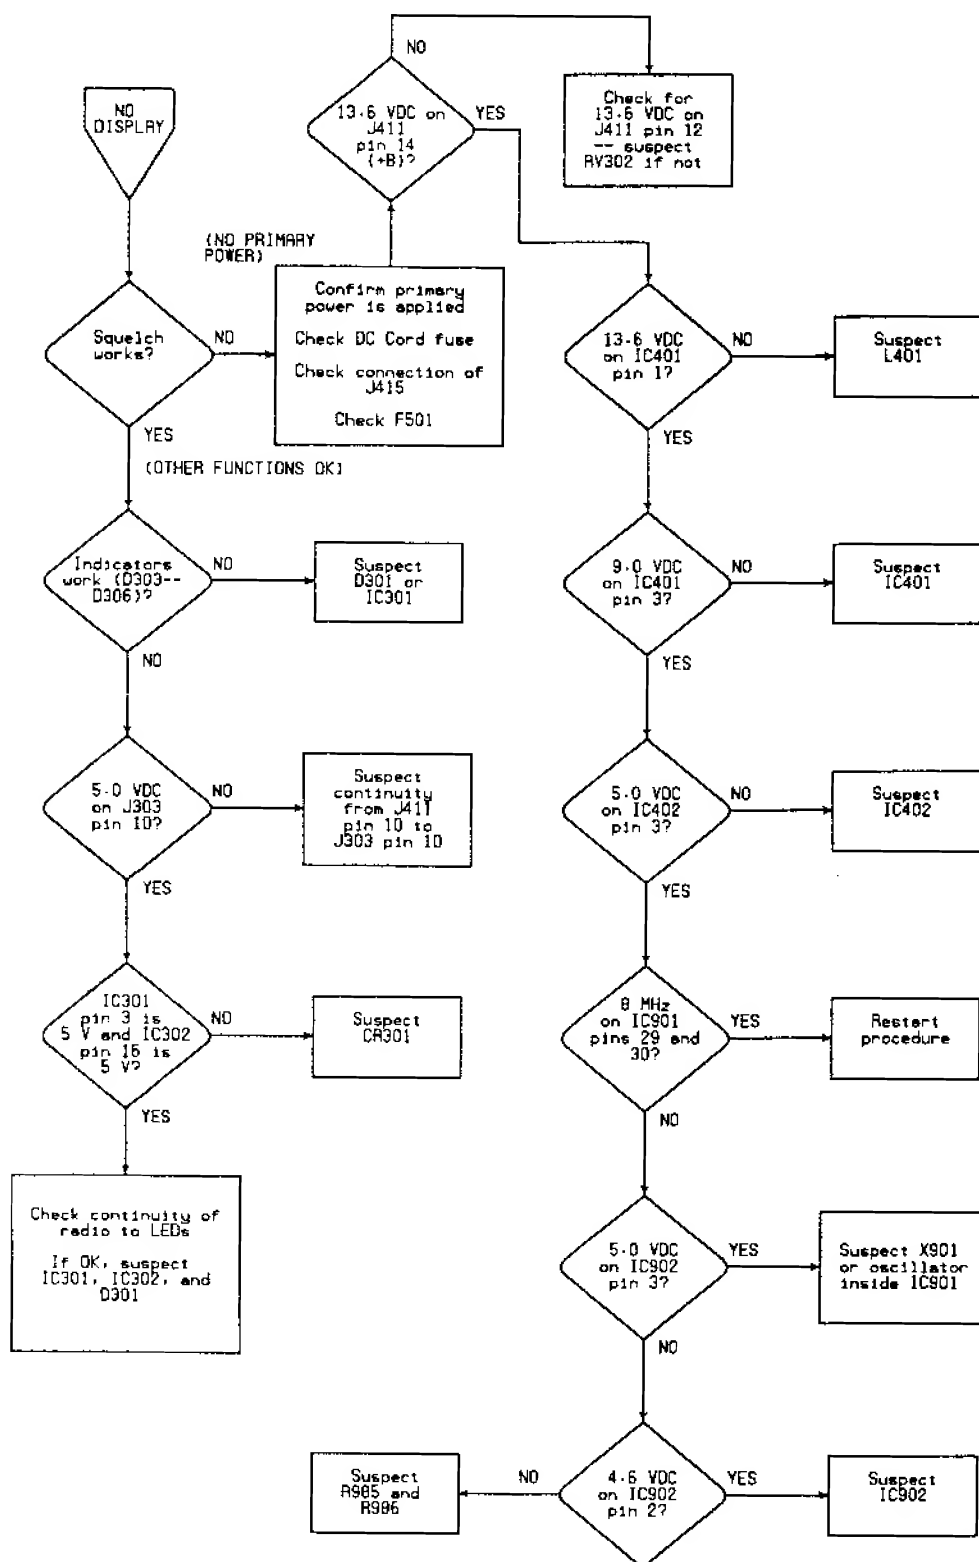 NO
DISPLAY
Squelch
works?
NO
YES
(NO PRIMARY
POWER)
Confirm primary
power is applied
Check DC Cord fuse
Check connection of
J415
Check F501
13.6 VDC on
J411
pin 14
(+B)?
NO
YES
Check for
13.6 VDC on
J411 pin 12
-- suspect
RV302 if not
(OTHER FUNCTIONS OK)
Indicators
work (D303--
D306)?
NO
Suspect
D301 or
IC301
NO
5.0 VDC
on J303
pin 10?
NO
Suspect
continuity
from J411
pin 10 to
J303 pin 10
YES
IC301
pin 3 is
5 V and IC302
pin 16 is
5 V?
NO
Suspect
CR301
YES
Check continuity of
radio to LEDs
If OK, suspect
IC301, IC302, and
D301
13.6 VDC
on IC401
pin 1?
NO
Suspect
L401
YES
9.0 VDC
on IC401
pin 3?
NO
Suspect
IC401
YES
5.0 VDC
on IC402
pin 3?
NO
Suspect
IC402
YES
8 MHz
on IC901
pins 29 and
30?
YES
Restart
procedure
NO
5.0 VDC
on IC902
pin 3?
YES
Suspect X901
or oscillator
inside IC901
NO
4.6 VDC
on IC902
pin 2?
NO
Suspect
R985 and
R986
YES
Suspect
IC902